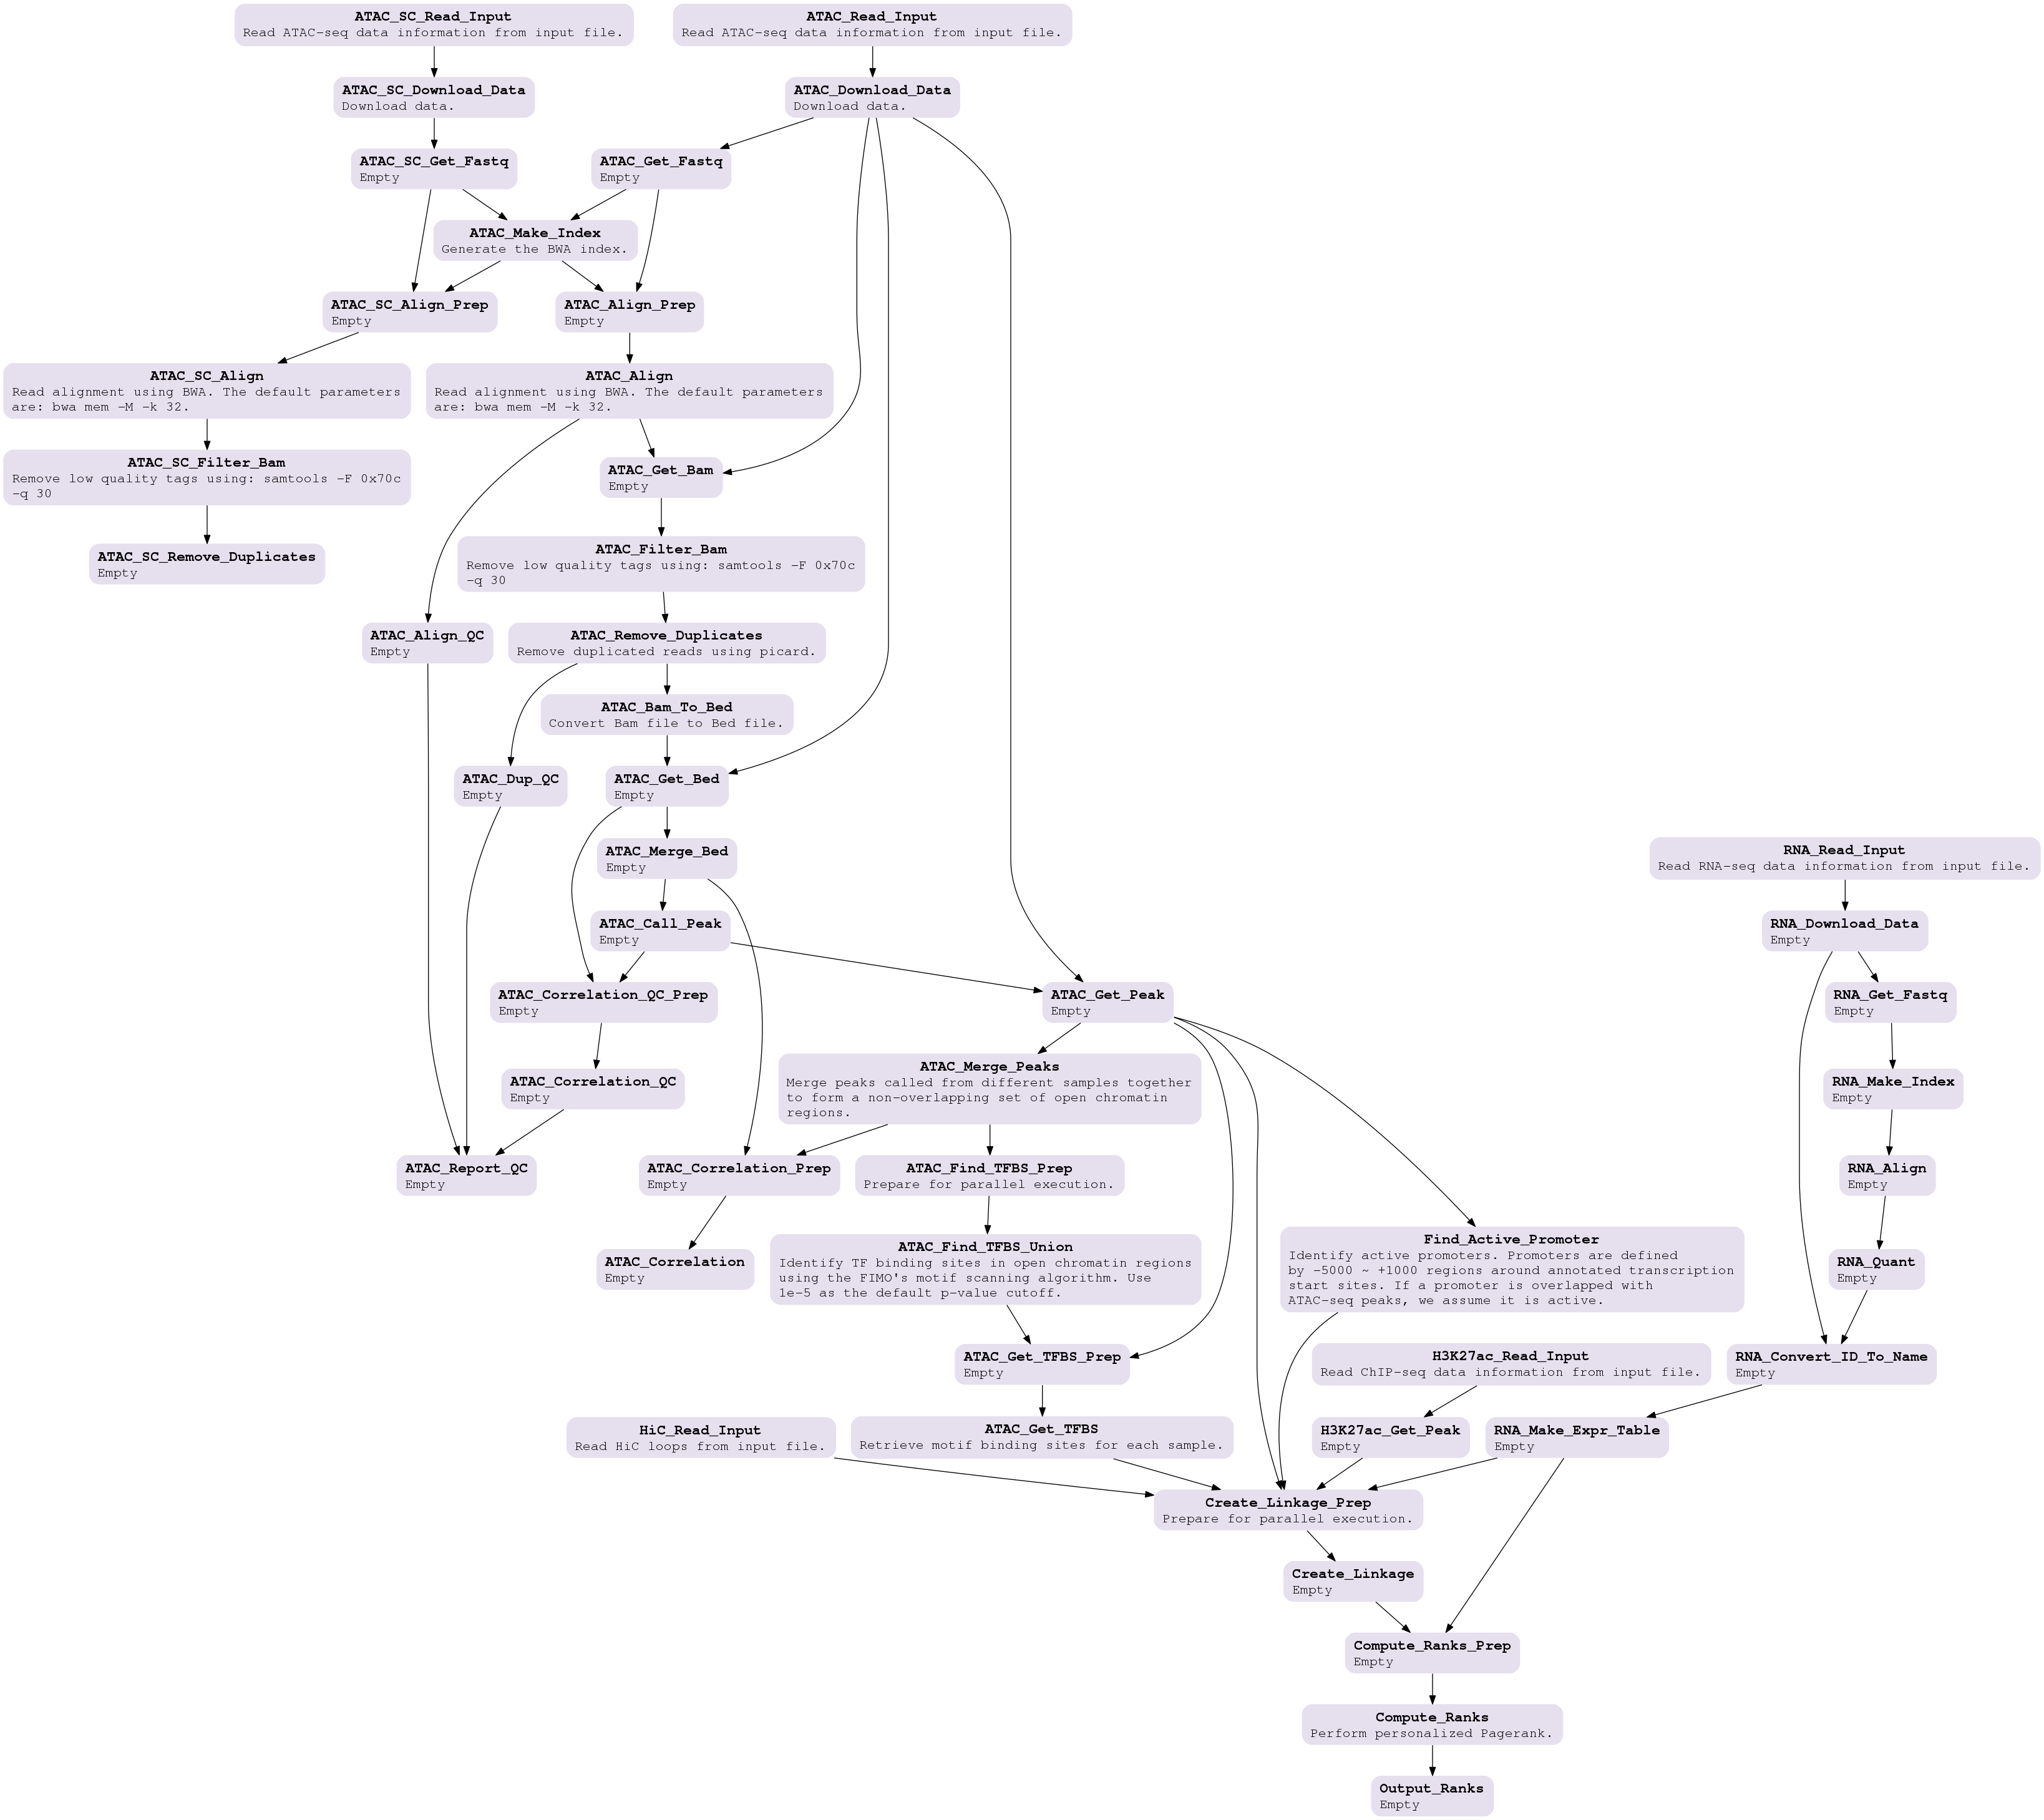 ATAC_SC_Read_Input
Read ATAC-seq data information from input file.
ATAC_Read_Input
Read ATAC-seq data information from input file.
ATAC_SC_Download_Data
Download data.
ATAC_Download_Data
Download data.
ATAC_SC_Get_Fastq
Empty
ATAC_Get_Fastq
Empty
ATAC_Make_Index
Generate the BWA index.
ATAC_SC_Align_Prep
Empty
ATAC_Align_Prep
Empty
ATAC_SC_Align
Read alignment using BWA. The default parameters
are: bwa mem -M -k 32.
ATAC_Align
Read alignment using BWA. The default parameters
are: bwa mem -M -k 32.
ATAC_SC_Filter_Bam
Remove low quality tags using: samtools -F 0x70c
-q 30
ATAC_Get_Bam
Empty
ATAC_SC_Remove_Duplicates
Empty
ATAC_Filter_Bam
Remove low quality tags using: samtools -F 0x70c
-q 30
ATAC_Align_QC
Empty
ATAC_Remove_Duplicates
Remove duplicated reads using picard.
ATAC_Bam_To_Bed
Convert Bam file to Bed file.
ATAC_Dup_QC
Empty
ATAC_Get_Bed
Empty
ATAC_Merge_Bed
Empty
RNA_Read_Input
Read RNA-seq data information from input file.
ATAC_Call_Peak
Empty
RNA_Download_Data
Empty
ATAC_Correlation_QC_Prep
Empty
ATAC_Get_Peak
Empty
RNA_Get_Fastq
Empty
ATAC_Correlation_QC
Empty
ATAC_Merge_Peaks
Merge peaks called from different samples together
to form a non-overlapping set of open chromatin
regions.
RNA_Make_Index
Empty
ATAC_Report_QC
Empty
ATAC_Correlation_Prep
Empty
ATAC_Find_TFBS_Prep
Prepare for parallel execution.
RNA_Align
Empty
ATAC_Correlation
Empty
ATAC_Find_TFBS_Union
Identify TF binding sites in open chromatin regions
using the FIMO's motif scanning algorithm. Use
1e-5 as the default p-value cutoff.
Find_Active_Promoter
Identify active promoters. Promoters are defined
by -5000 ~ +1000 regions around annotated transcription
start sites. If a promoter is overlapped with
ATAC-seq peaks, we assume it is active.
RNA_Quant
Empty
ATAC_Get_TFBS_Prep
Empty
H3K27ac_Read_Input
Read ChIP-seq data information from input file.
RNA_Convert_ID_To_Name
Empty
HiC_Read_Input
Read HiC loops from input file.
ATAC_Get_TFBS
Retrieve motif binding sites for each sample.
H3K27ac_Get_Peak
Empty
RNA_Make_Expr_Table
Empty
Create_Linkage_Prep
Prepare for parallel execution.
Create_Linkage
Empty
Compute_Ranks_Prep
Empty
Compute_Ranks
Perform personalized Pagerank.
Output_Ranks
Empty